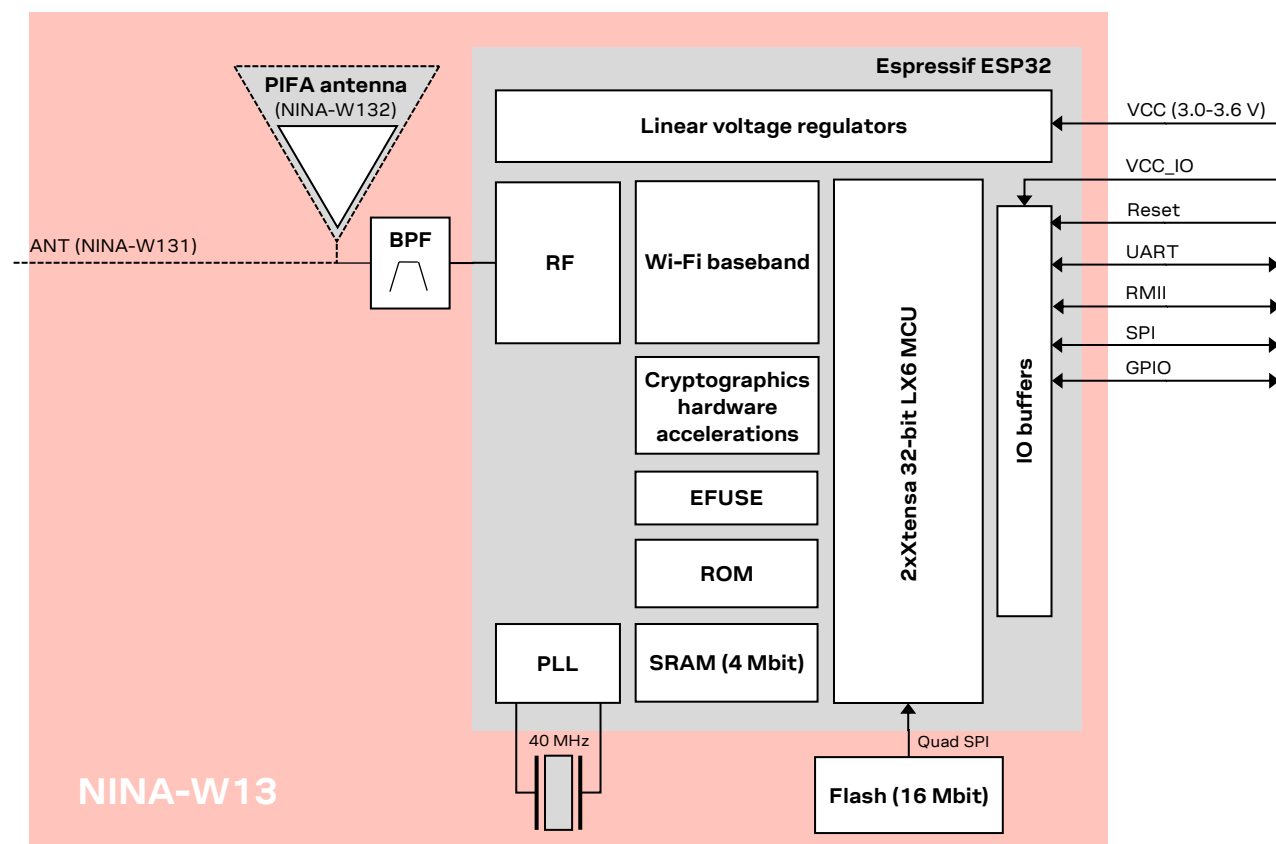 Espressif ESP32
PIFA antenna
(NINA-W132)
Linear voltage regulators
VCC (3.0-3.6 V)
VCC_IO
Reset
ANT (NINA-W131)
BPF
RF
Wi-Fi baseband
UART
RMII
SPI
GPIO
Cryptographics
hardware
accelerations
2xXtensa 32-bit LX6 MCU
IO buffers
EFUSE
ROM
PLL
SRAM (4 Mbit)
40 MHz
Quad SPI
NINA-W13
Flash (16 Mbit)